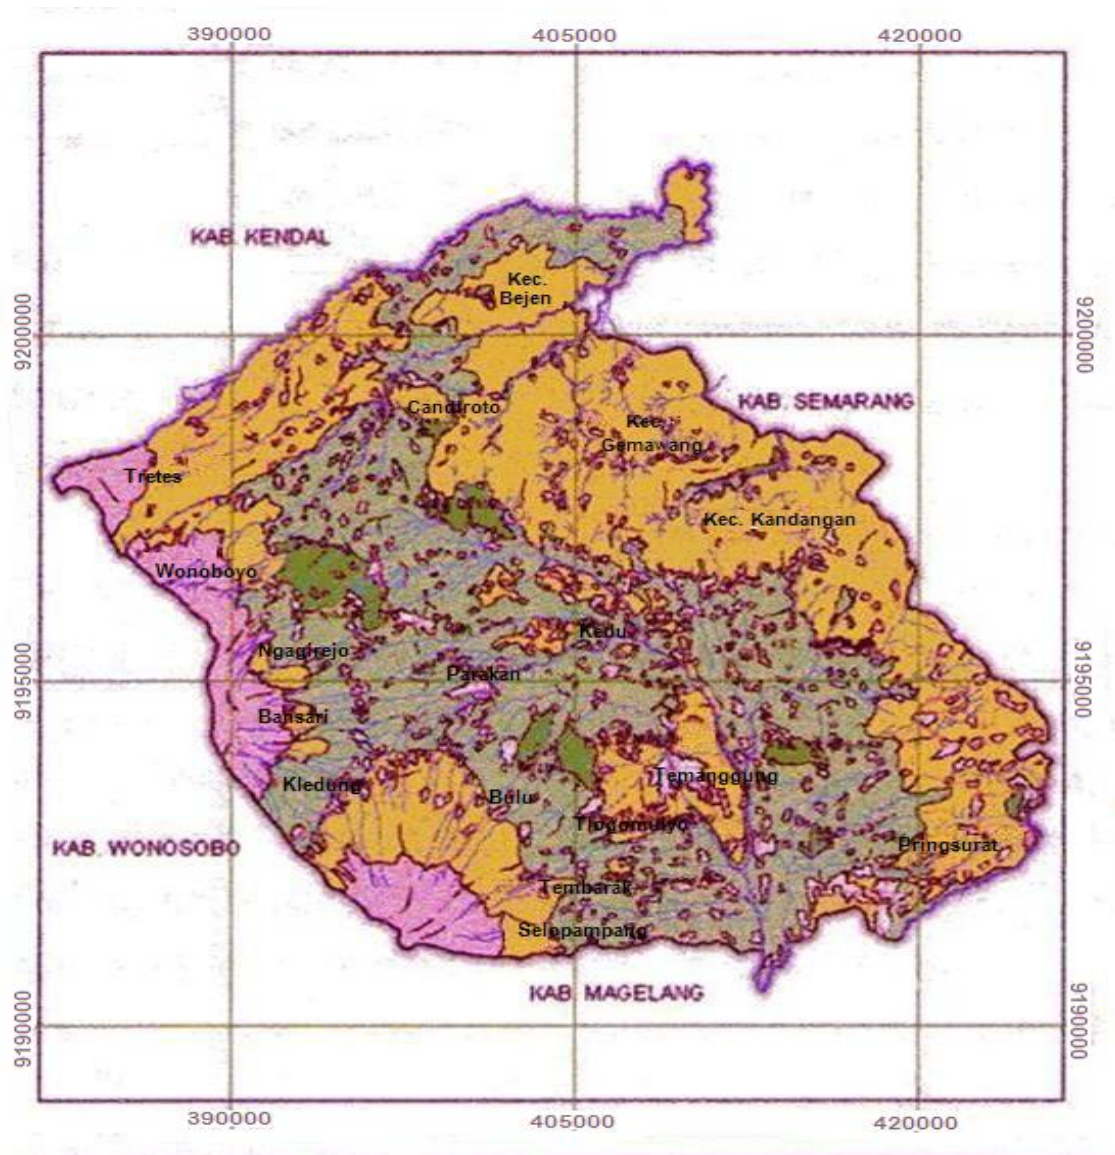 390000
405000
420000
KAB. KENDAL
Kec.
Bejen
9200000
9200000
Candiroto
KAB. SEMARANG
Kec.
Gemawang
Tretes
Kec. Kandangan
Wonoboyo
Kedu
Ngagirejo
Parakan
9195000
9195000
Bansari
Temanggung
Kledung
Bulu
Tlogomulyo
KAB. WONOSOBO
Pringsurat
Tembarak
Selopampang
KAB. MAGELANG
9190000
9190000
390000
405000
420000